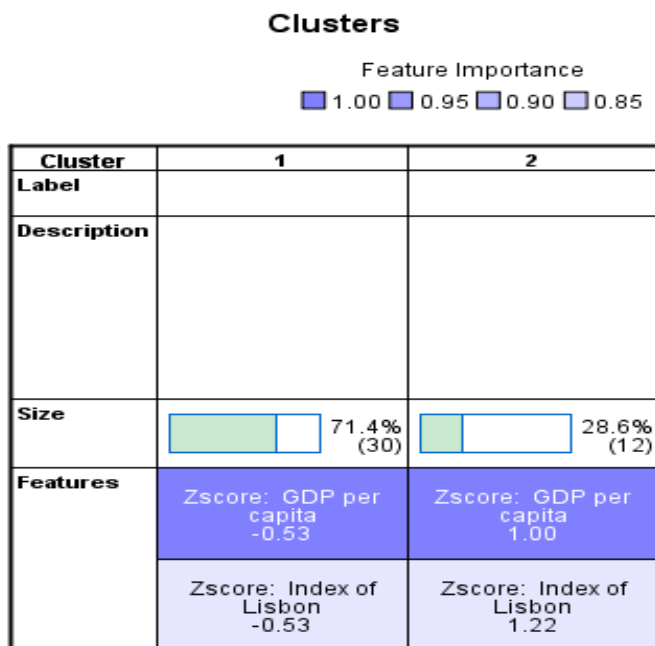 Clusters
Feature Importance
1.00 0.95 0.90 0.85
Cluster 1 2
Label
Description
Size 71.4% 28.6%
(30) (12)
Features
Zscore: GDP per Zscore: GDP per
capita capita
-0.53 1.00
Zscore: Index of Zscore: Index of
Lisbon Lisbon
-0.53 1.22